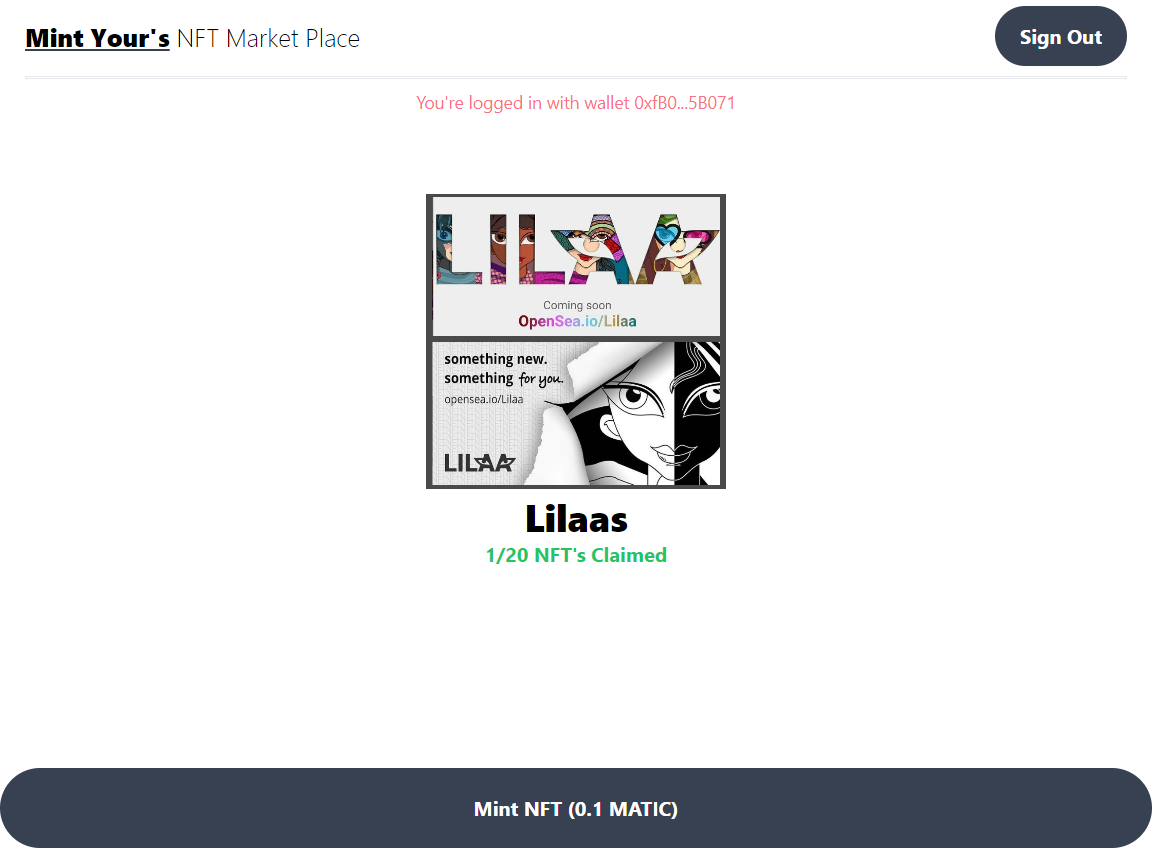 Mint Your's NFT Market Place
Sign Out
You're logged in with wallet 0xfB0...5B071
LILAA
Coming soon
OpenSea.io/Lilaa
something new.
something for you.
opensea.io/Lilaa
LILAA
Lilaas
1/20 NFT's Claimed
Mint NFT (0.1 MATIC)